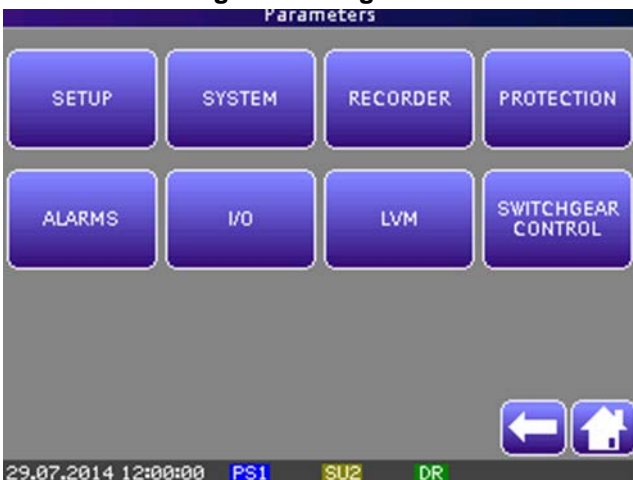 Parameters
SETUP SYSTEM RECORDER PROTECTION
ALARMS I/O LVM SWITCHGEAR
CONTROL
29.07.2014 12:00:00 PS1 SU2 DR